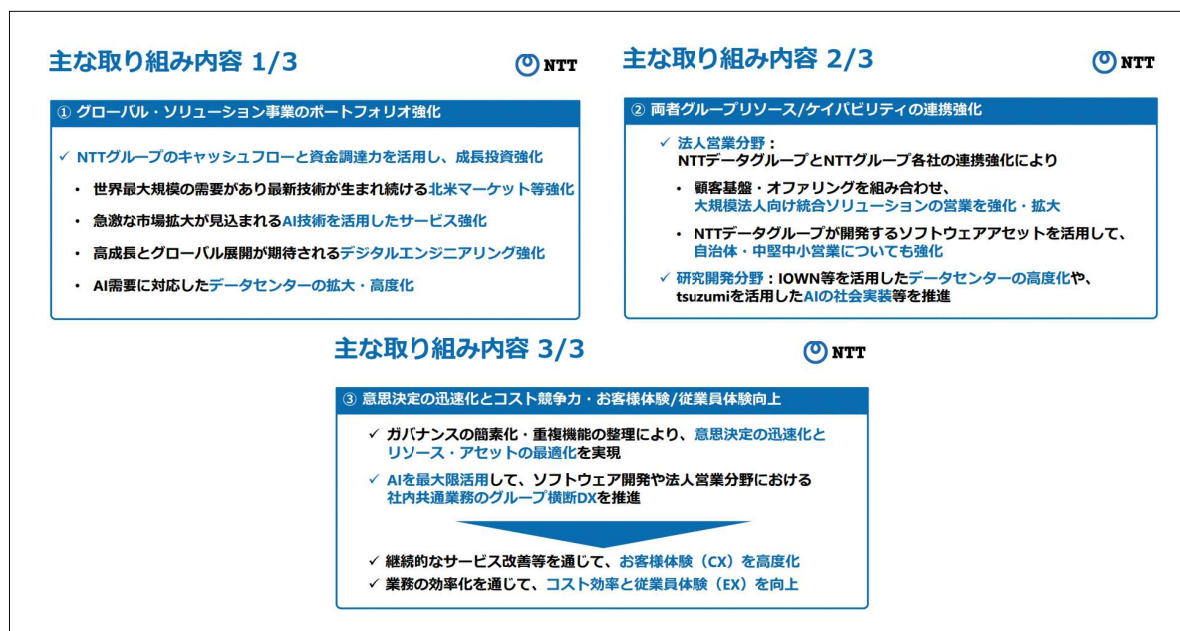 主な取り組み内容 1/3
NTT
① グローバル・ソリューション事業のポートフォリオ強化
✓ NTTグループのキャッシュフローと資金調達力を活用し、成長投資強化
• 世界最大規模の需要があり最新技術が生まれ続ける北米マーケット等強化
• 急激な市場拡大が見込まれるAI技術を活用したサービス強化
• 高成長とグローバル展開が期待されるデジタルエンジニアリング強化
• AI需要に対応したデータセンターの拡大・高度化
主な取り組み内容 2/3
NTT
② 両者グループリソース/ケイパビリティの連携強化
✓ 法人営業分野：
NTTデータグループとNTTグループ各社の連携強化により
• 顧客基盤・オファリングを組み合わせ、
大規模法人向け統合ソリューションの営業を強化・拡大
• NTTデータグループが開発するソフトウェアアセットを活用して、
自治体・中堅中小営業についても強化
✓ 研究開発分野：IOWN等を活用したデータセンターの高度化や、
tsuzumiを活用したAIの社会実装等を推進
主な取り組み内容 3/3
NTT
③ 意思決定の迅速化とコスト競争力・お客様体験/従業員体験向上
✓ ガバナンスの簡素化・重複機能の整理により、意思決定の迅速化と
リソース・アセットの最適化を実現
✓ AIを最大限活用して、ソフトウェア開発や法人営業分野における
社内共通業務のグループ横断DXを推進
✓ 継続的なサービス改善等を通じて、お客様体験（CX）を高度化
✓ 業務の効率化を通じて、コスト効率と従業員体験（EX）を向上